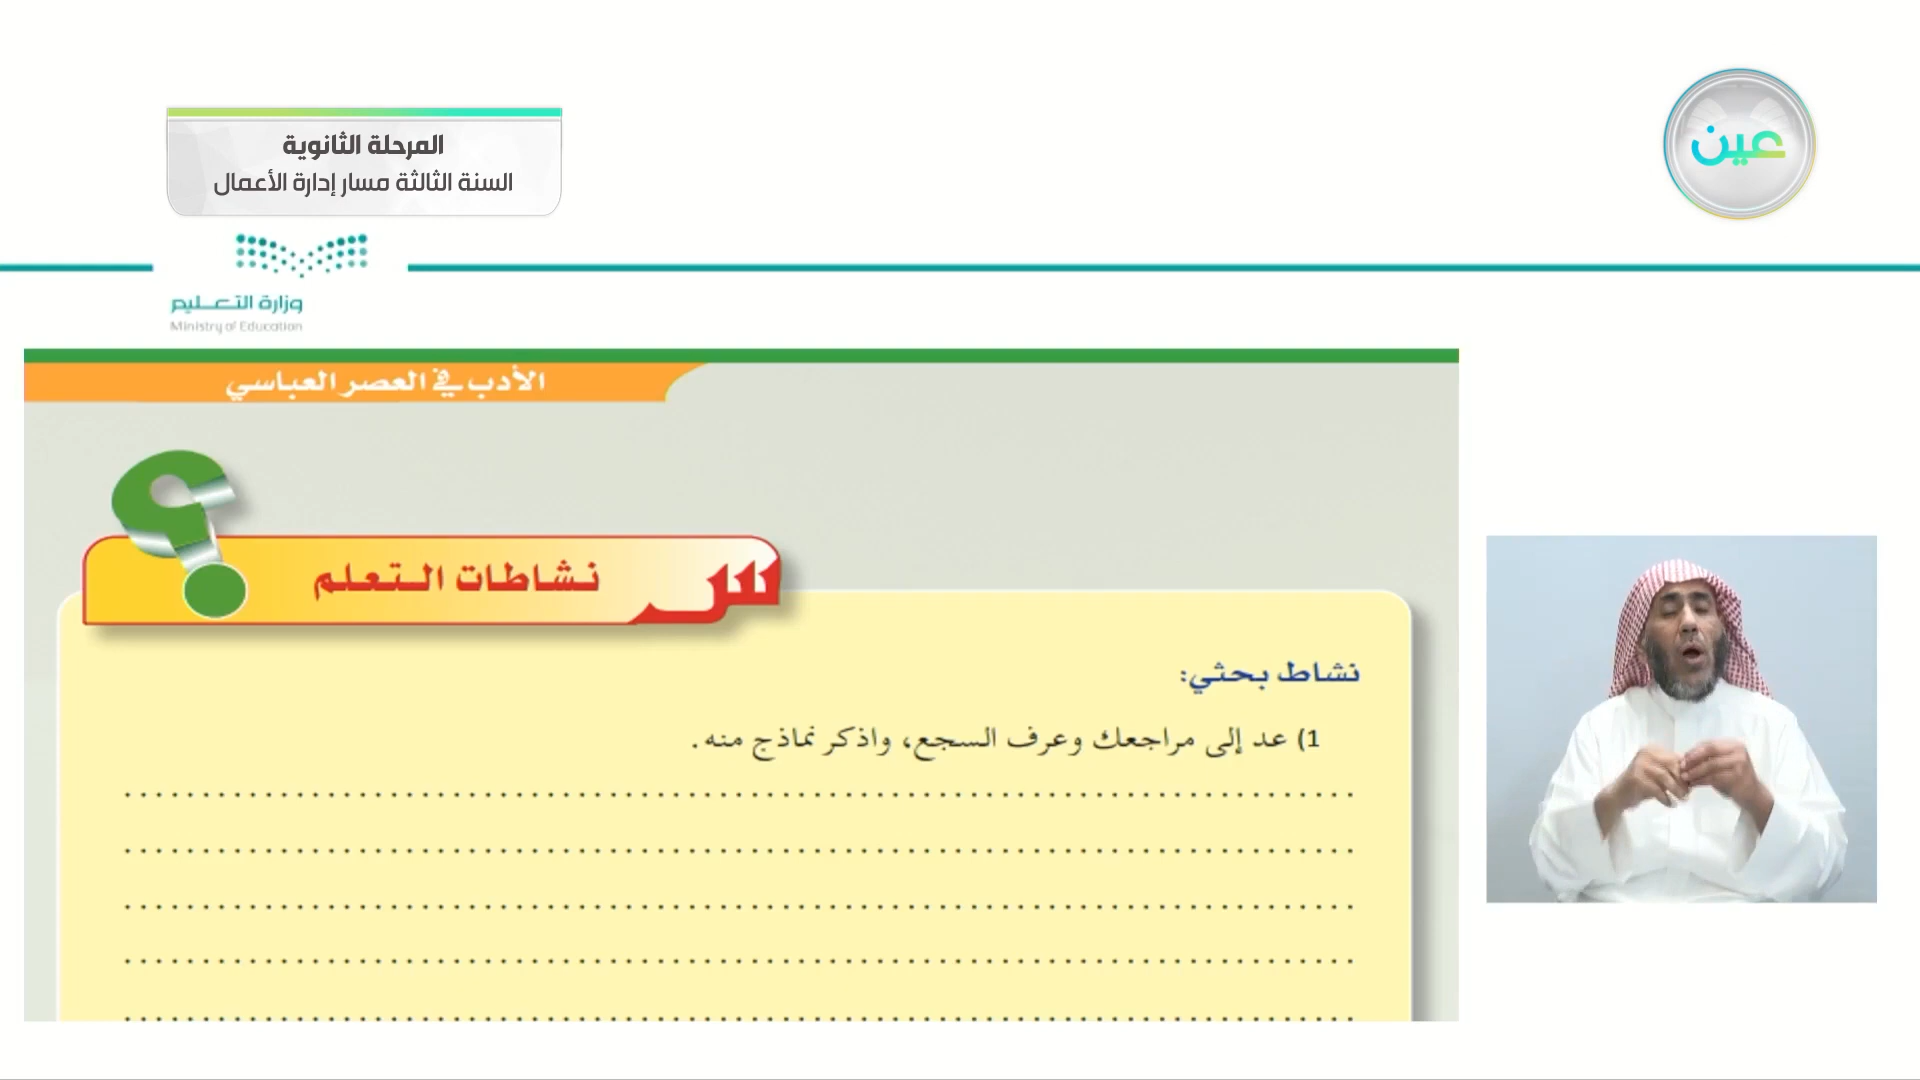 المرحلة الثانوية
السنة الثالثة مسار إدارة الأعمال
عين
وزارة التعليم
Ministry of Education
الأدب في العصر العباسي
س نشاطات التعلم ؟
نشاط بحثي:
1) عد إلى مراجعك وعرف السجع، واذكر نماذج منه.